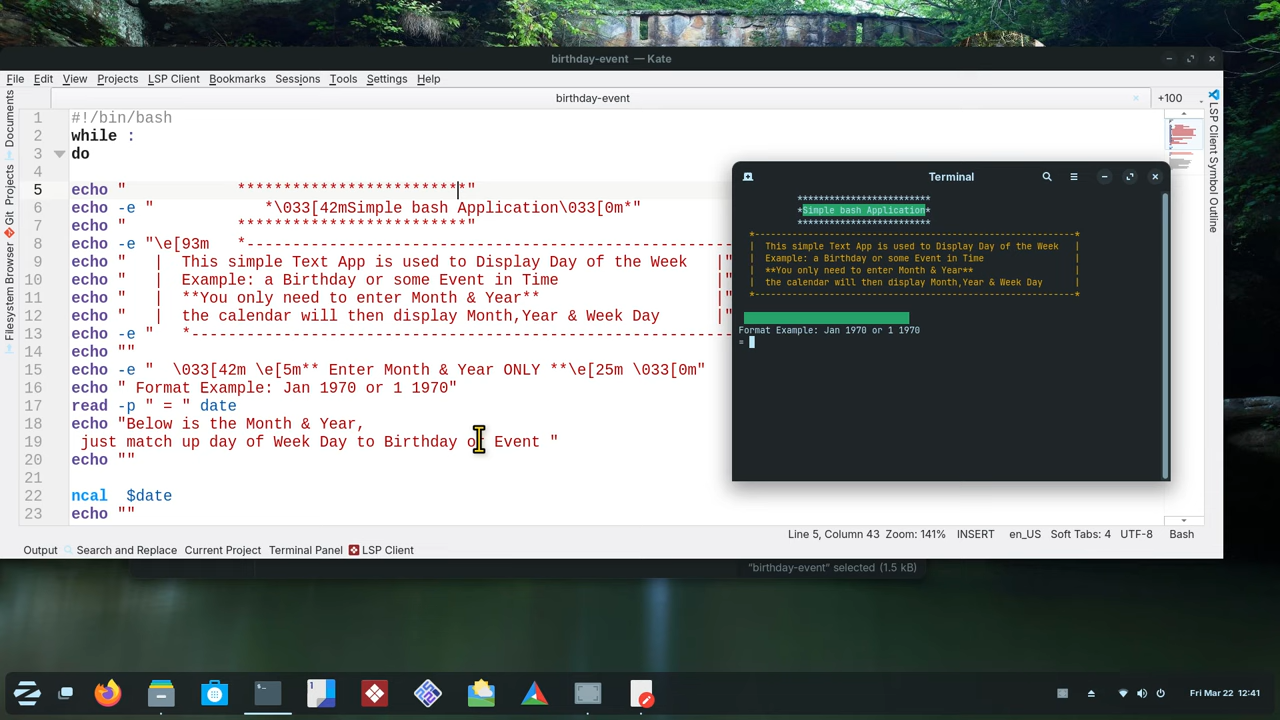 birthday-event — Kate
File Edit View Projects LSP Client Bookmarks Sessions Tools Settings Help
birthday-event
+100
Documents
Projects
Git
Filesystem Browser
LSP Client Symbol Outline
1 #!/bin/bash
2 while :
3 do
4
5 echo "            *************************"
6 echo -e "            *\033[42mSimple bash Application\033[0m*"
7 echo "            *************************"
8 echo -e "\e[93m   *-----------------------------------------------------
9 echo "   |  This simple Text App is used to Display Day of the Week   |"
10 echo "   |  Example: a Birthday or some Event in Time                 |"
11 echo "   |  **You only need to enter Month & Year**                   |"
12 echo "   |  the calendar will then display Month,Year & Week Day      |"
13 echo -e "   *-----------------------------------------------------------
14 echo ""
15 echo -e "  \033[42m \e[5m** Enter Month & Year ONLY **\e[25m \033[0m"
16 echo " Format Example: Jan 1970 or 1 1970"
17 read -p " = " date
18 echo "Below is the Month & Year,
19  just match up day of Week Day to Birthday of Event "
20 echo ""
21
22 ncal  $date
23 echo ""
Terminal
*************************
*Simple bash Application*
*************************
*------------------------------------------------------------------*
|  This simple Text App is used to Display Day of the Week   |
|  Example: a Birthday or some Event in Time                 |
|  **You only need to enter Month & Year**                   |
|  the calendar will then display Month,Year & Week Day      |
*------------------------------------------------------------------*
Format Example: Jan 1970 or 1 1970
=
Line 5, Column 43 Zoom: 141% INSERT en_US Soft Tabs: 4 UTF-8 Bash
Output Search and Replace Current Project Terminal Panel LSP Client
"birthday-event" selected (1.5 kB)
Fri Mar 22 12:41